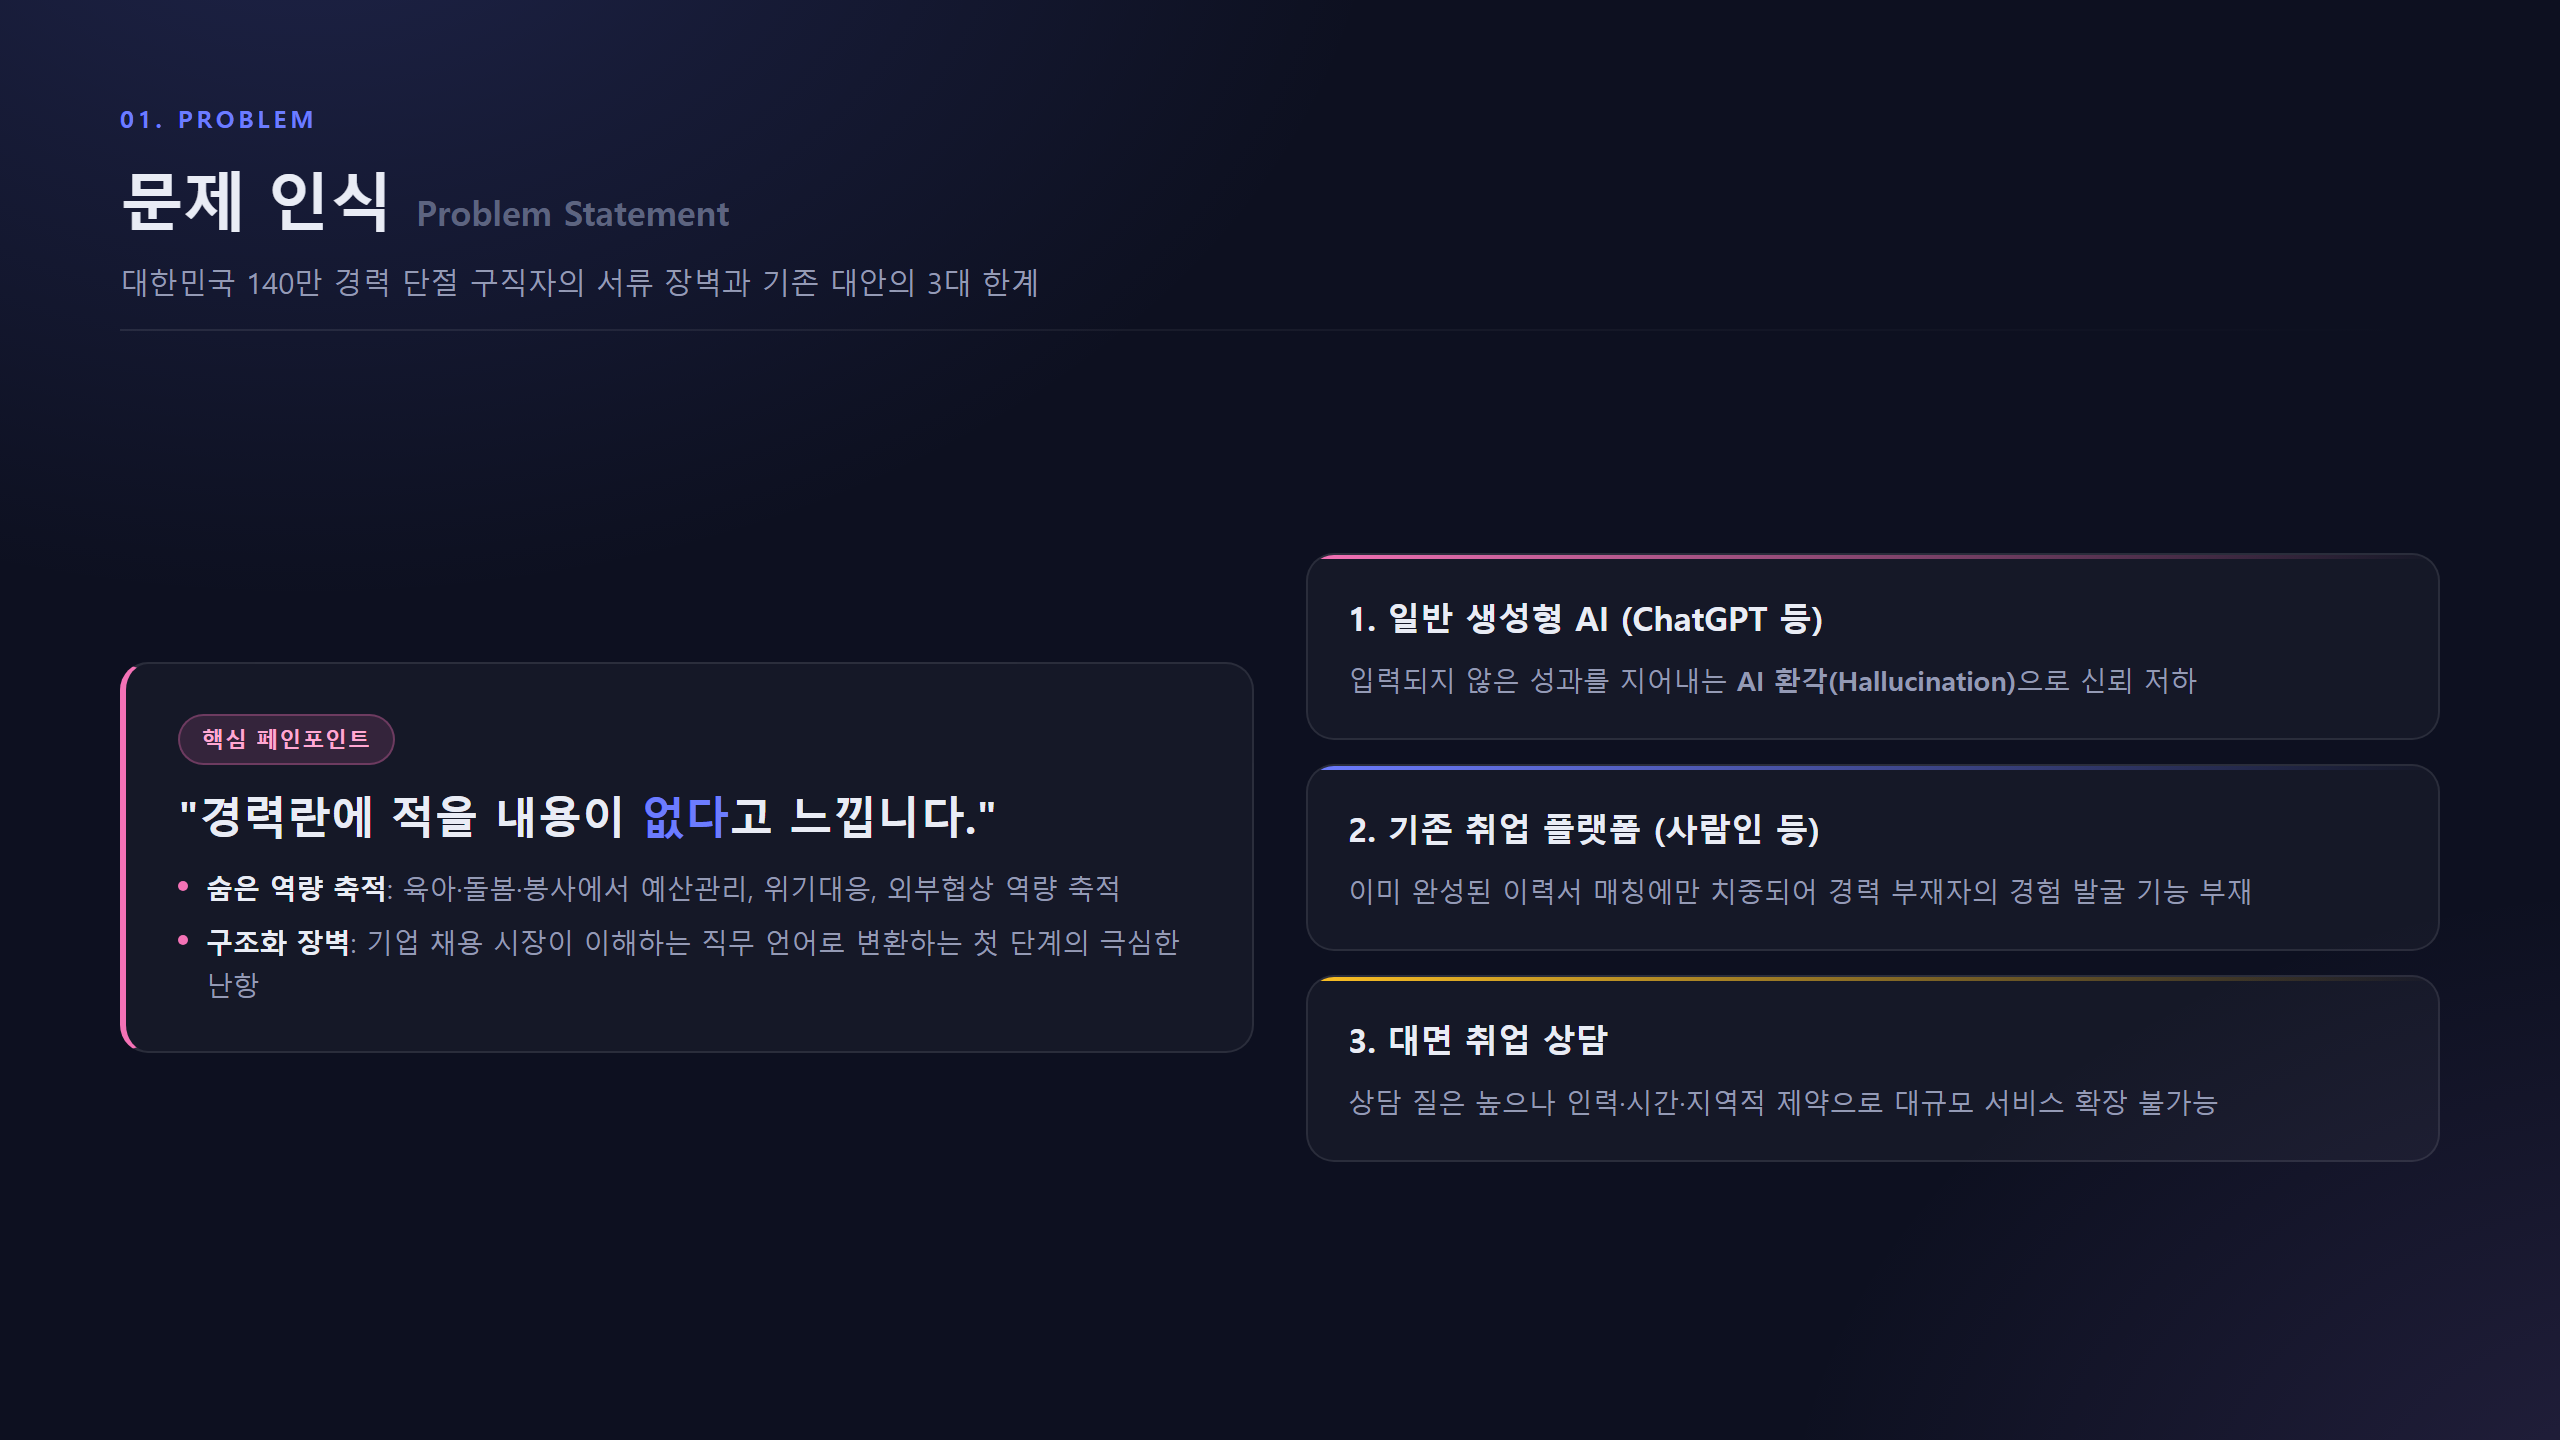 01. PROBLEM
문제 인식 Problem Statement
대한민국 140만 경력 단절 구직자의 서류 장벽과 기존 대안의 3대 한계
핵심 페인포인트
"경력란에 적을 내용이 없다고 느낍니다."
숨은 역량 축적: 육아·돌봄·봉사에서 예산관리, 위기대응, 외부협상 역량 축적
구조화 장벽: 기업 채용 시장이 이해하는 직무 언어로 변환하는 첫 단계의 극심한
난항
1. 일반 생성형 AI (ChatGPT 등)
입력되지 않은 성과를 지어내는 AI 환각(Hallucination)으로 신뢰 저하
2. 기존 취업 플랫폼 (사람인 등)
이미 완성된 이력서 매칭에만 치중되어 경력 부재자의 경험 발굴 기능 부재
3. 대면 취업 상담
상담 질은 높으나 인력·시간·지역적 제약으로 대규모 서비스 확장 불가능